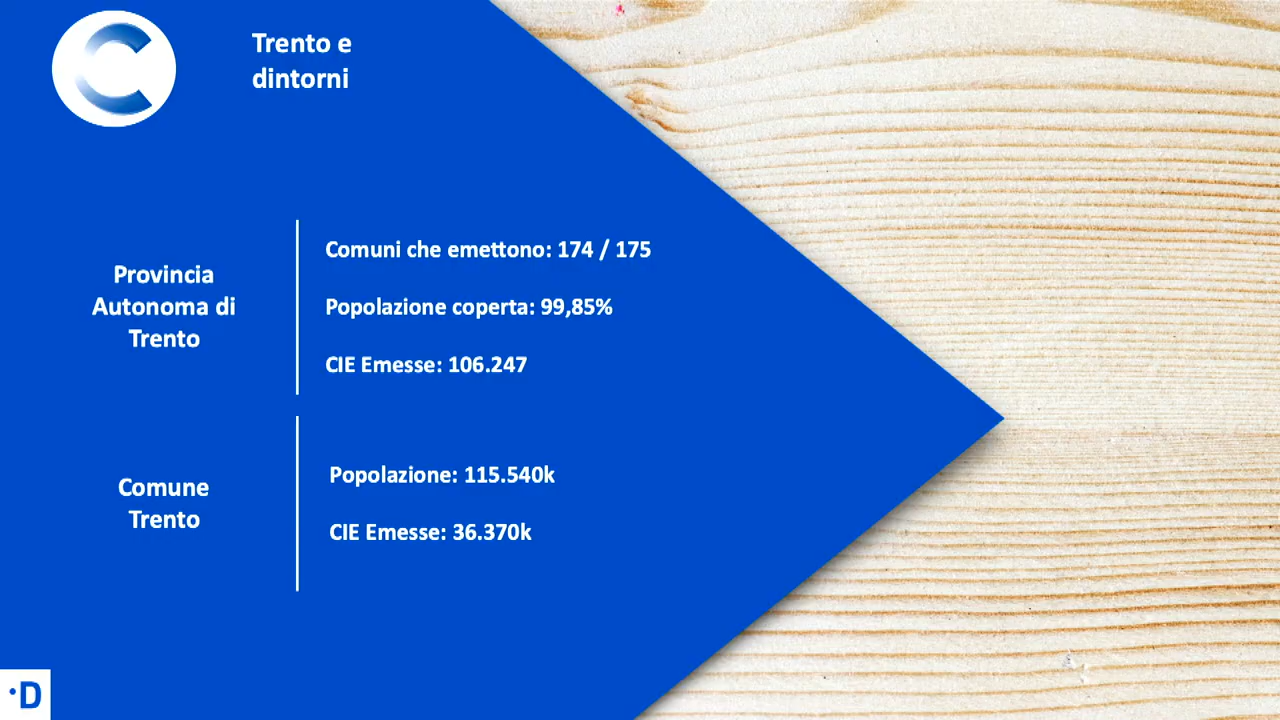 Trento e
dintorni
Provincia
Autonoma di
Trento
Comuni che emettono: 174 / 175
Popolazione coperta: 99,85%
CIE Emesse: 106.247
Comune
Trento
Popolazione: 115.540k
CIE Emesse: 36.370k
·D